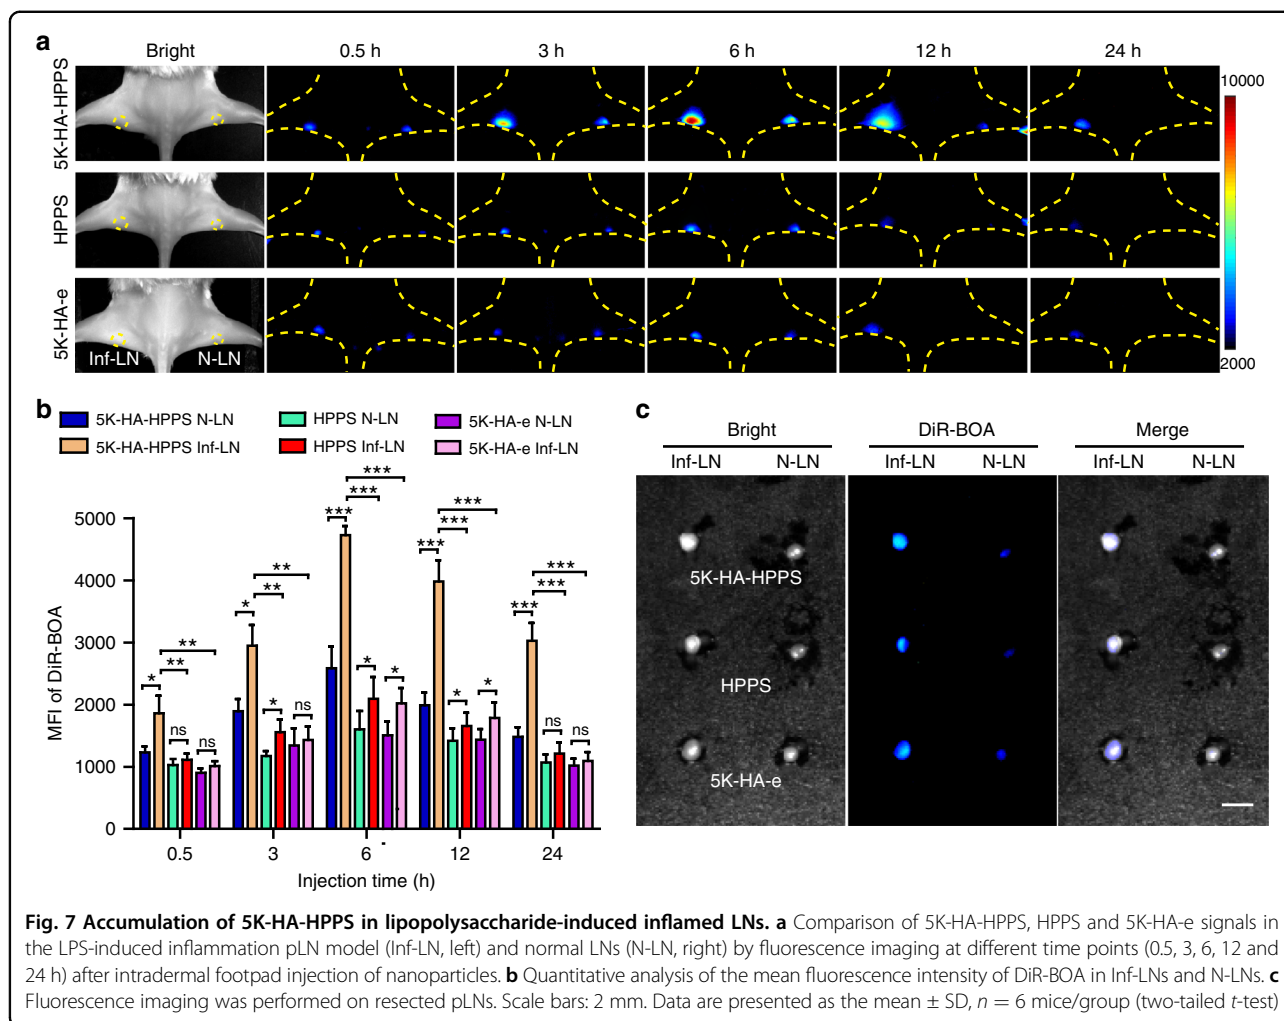 a
Bright 0.5 h 3 h 6 h 12 h 24 h
5K-HA-HPPS
HPPS
5K-HA-e
Inf-LN N-LN
10000
2000
b
5K-HA-HPPS N-LN HPPS N-LN 5K-HA-e N-LN
5K-HA-HPPS Inf-LN HPPS Inf-LN 5K-HA-e Inf-LN
MFI of DiR-BOA
5000
4000
3000
2000
1000
0
* ** ** ns ns
* ** ** * ns
*** *** *** * *
*** *** *** * *
*** *** *** ns ns
0.5 3 6 12 24
Injection time (h)
c
Bright DiR-BOA Merge
Inf-LN N-LN Inf-LN N-LN Inf-LN N-LN
5K-HA-HPPS
HPPS
5K-HA-e
Fig. 7 Accumulation of 5K-HA-HPPS in lipopolysaccharide-induced inflamed LNs. a Comparison of 5K-HA-HPPS, HPPS and 5K-HA-e signals in
the LPS-induced inflammation pLN model (Inf-LN, left) and normal LNs (N-LN, right) by fluorescence imaging at different time points (0.5, 3, 6, 12 and
24 h) after intradermal footpad injection of nanoparticles. b Quantitative analysis of the mean fluorescence intensity of DiR-BOA in Inf-LNs and N-LNs. c
Fluorescence imaging was performed on resected pLNs. Scale bars: 2 mm. Data are presented as the mean ± SD, n = 6 mice/group (two-tailed t-test)